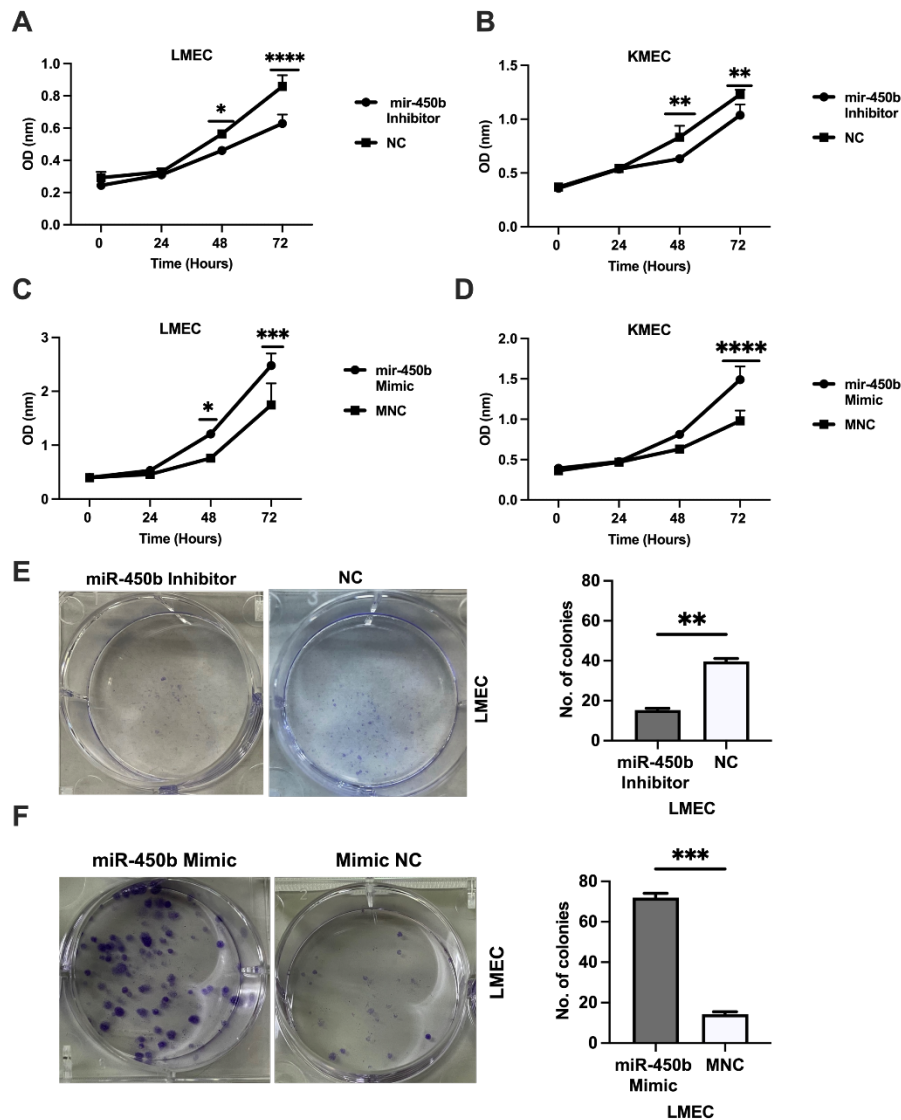 A
LMEC
****
*
1.0
0.8
0.6
0.4
0.2
0.0
OD (nm)
0 24 48 72
Time (Hours)
mir-450b
Inhibitor
NC
B
KMEC
**
**
1.5
1.0
0.5
0.0
OD (nm)
0 24 48 72
Time (Hours)
mir-450b
Inhibitor
NC
C
LMEC
***
*
3
2
1
0
OD (nm)
0 24 48 72
Time (Hours)
mir-450b
Mimic
MNC
D
KMEC
****
2.0
1.5
1.0
0.5
0.0
OD (nm)
0 24 48 72
Time (Hours)
mir-450b
Mimic
MNC
E
miR-450b Inhibitor NC
LMEC
**
80
60
40
20
0
No. of colonies
miR-450b
Inhibitor
NC
LMEC
F
miR-450b Mimic Mimic NC
LMEC
***
80
60
40
20
0
No. of colonies
miR-450b
Mimic
MNC
LMEC